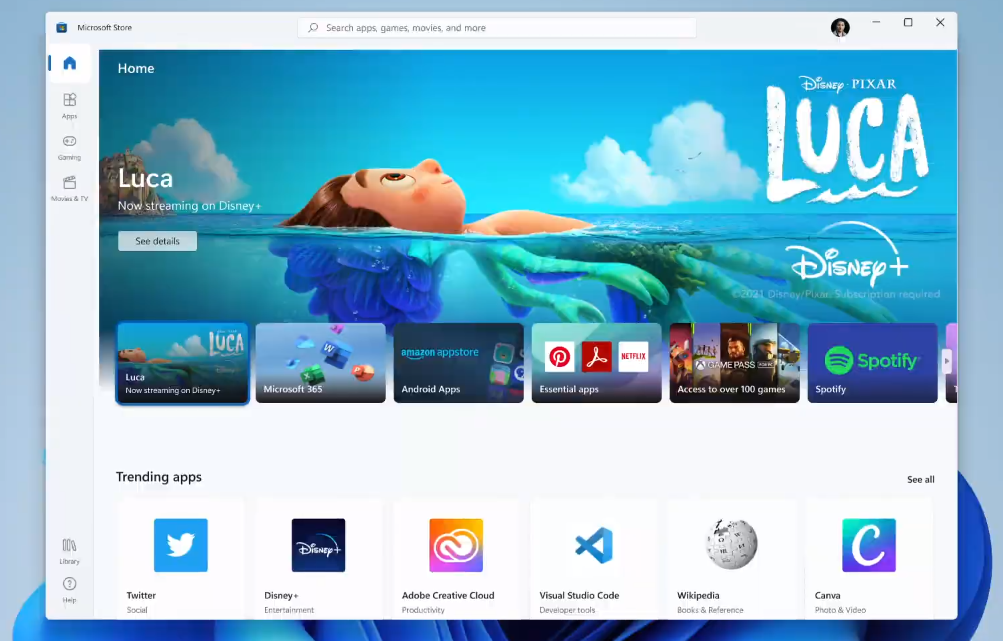 Microsoft Store
Search apps, games, movies, and more
Home
Apps
Gaming
Movies & TV
Library
Help
Luca
Now streaming on Disney+
See details
Disney · PIXAR
LUCA
Disney+
©2021 Disney/Pixar Subscription required
LUCA
Luca
Now streaming on Disney+
W
Microsoft 365
amazon appstore
Android Apps
NETFLIX
Essential apps
GAME PASS
Access to over 100 games
Spotify
Spotify
Trending apps
See all
Disney+
C
Twitter
Disney+
Adobe Creative Cloud
Visual Studio Code
Wikipedia
Canva
Social
Entertainment
Productivity
Developer tools
Books & Reference
Photo & Video